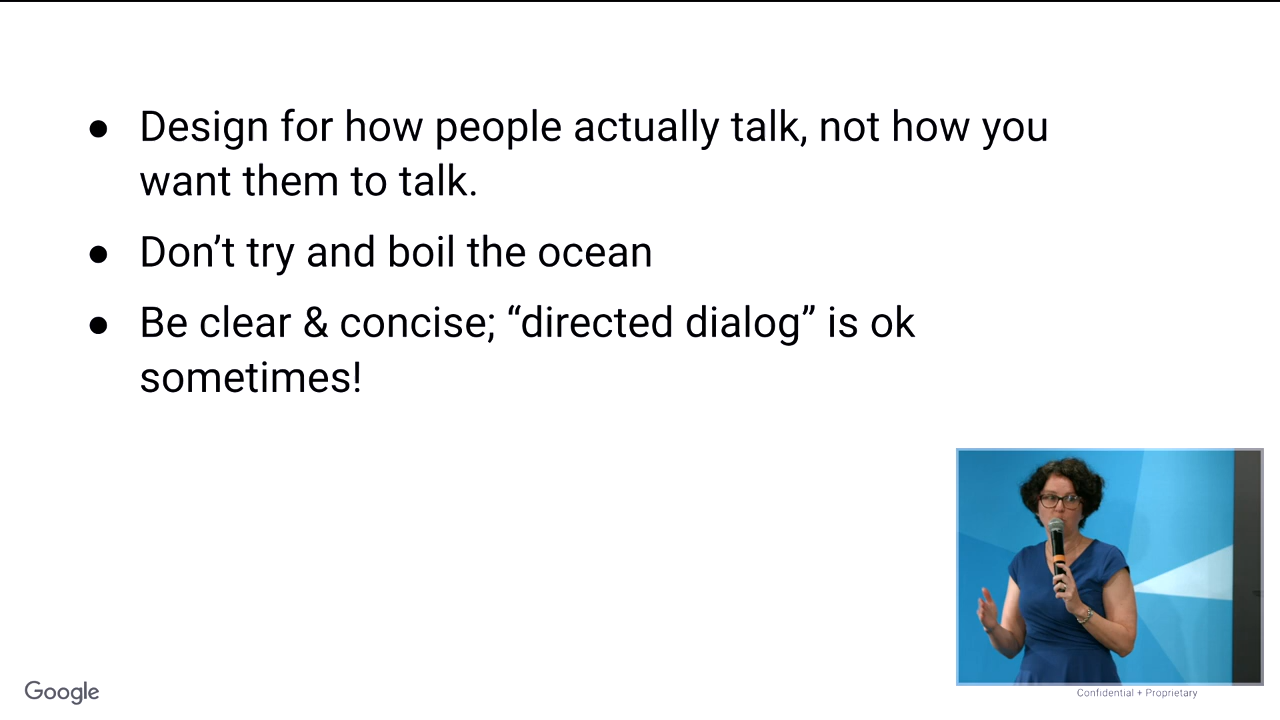 ● Design for how people actually talk, not how you
want them to talk.
● Don’t try and boil the ocean
● Be clear & concise; “directed dialog” is ok
sometimes!
Google
Confidential + Proprietary